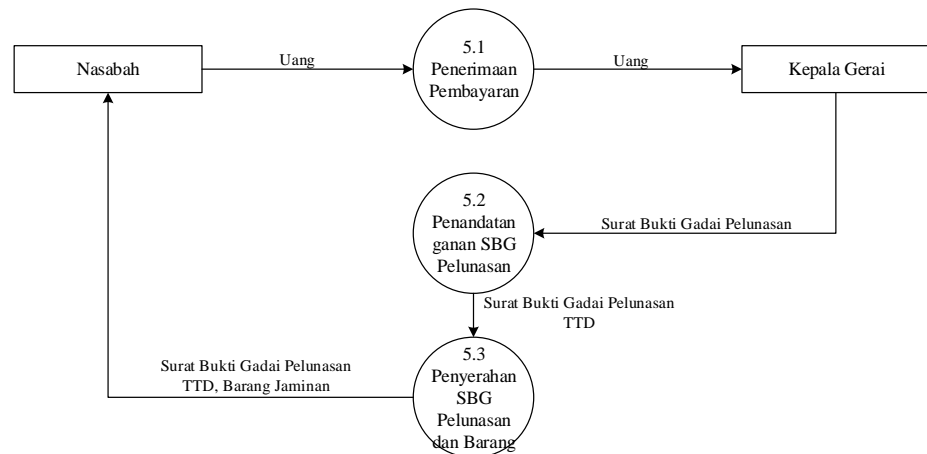 Nasabah
Uang
5.1
Penerimaan
Pembayaran
Uang
Kepala Gerai
5.2
Penandatan
ganan SBG
Pelunasan
Surat Bukti Gadai Pelunasan
Surat Bukti Gadai Pelunasan
TTD
5.3
Penyerahan
SBG
Pelunasan
dan Barang
Surat Bukti Gadai Pelunasan
TTD, Barang Jaminan